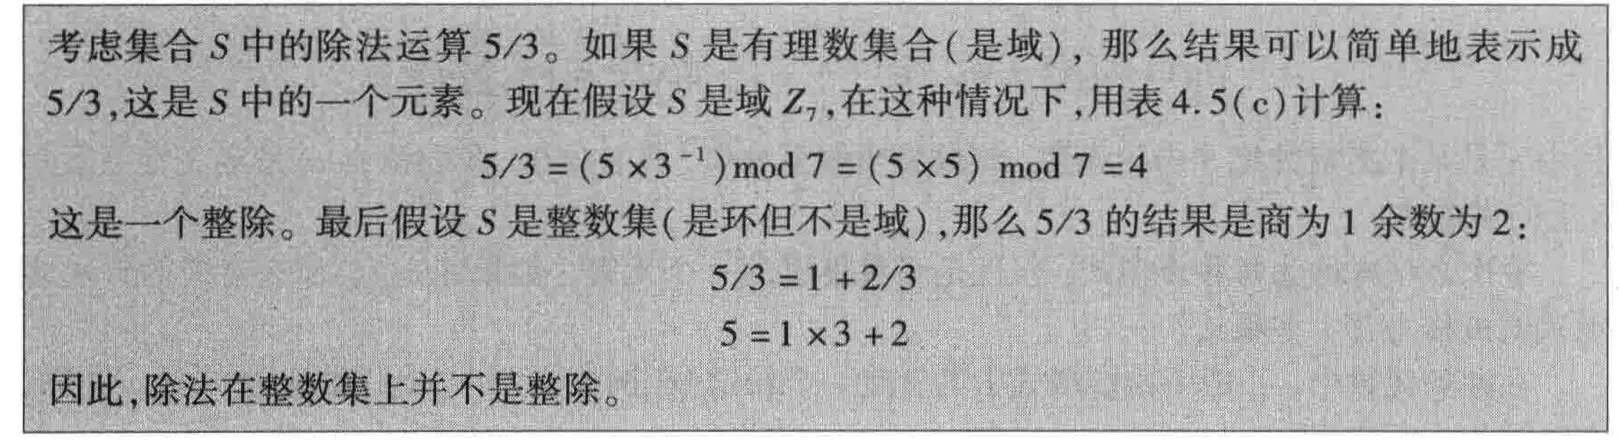 考虑集合 S 中的除法运算 5/3。如果 S 是有理数集合(是域), 那么结果可以简单地表示成
5/3,这是 S 中的一个元素。现在假设 S 是域 Z₇,在这种情况下,用表 4.5(c)计算:
5/3 = (5 × 3⁻¹) mod 7 = (5 × 5) mod 7 = 4
这是一个整除。最后假设 S 是整数集(是环但不是域),那么 5/3 的结果是商为 1 余数为 2:
5/3 = 1 + 2/3
5 = 1 × 3 + 2
因此,除法在整数集上并不是整除。